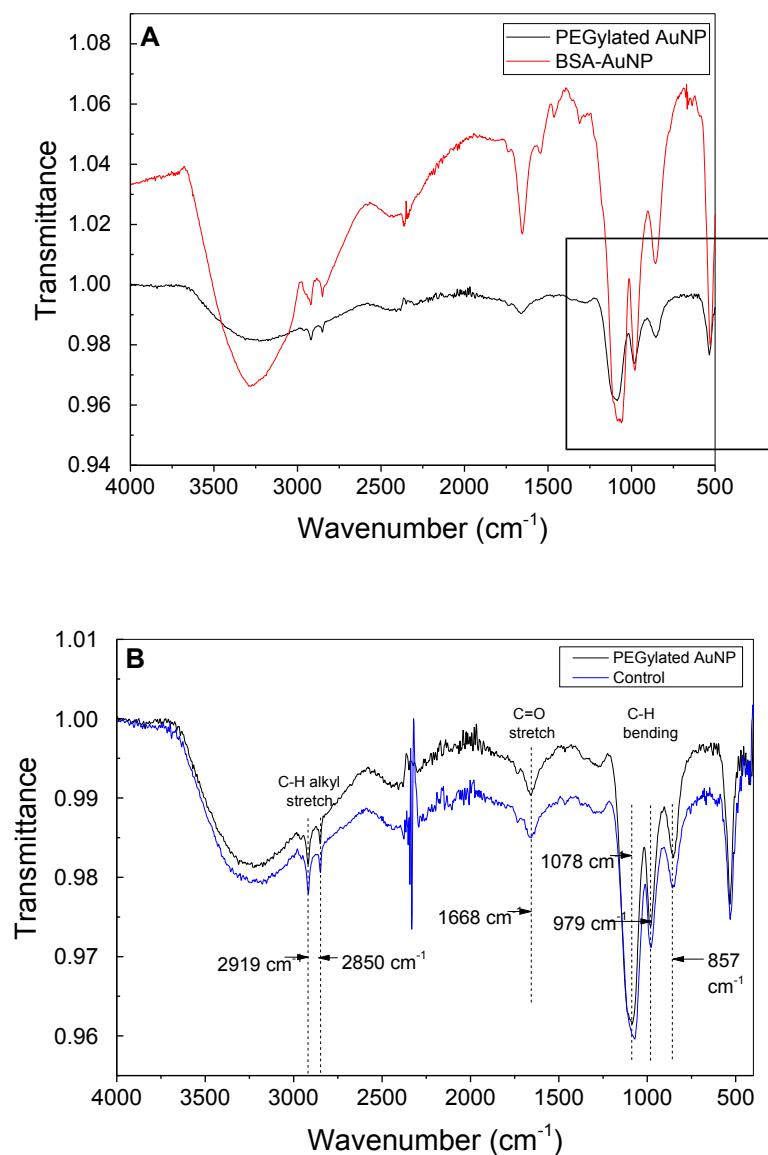 A
PEGylated AuNP
BSA-AuNP
1.08
1.06
1.04
1.02
1.00
0.98
0.96
0.94
Transmittance
4000 3500 3000 2500 2000 1500 1000 500
Wavenumber (cm-1)
B
PEGylated AuNP
Control
1.01
1.00
0.99
0.98
0.97
0.96
Transmittance
C-H alkyl
stretch
C=O
stretch
C-H
bending
2919 cm-1
2850 cm-1
1668 cm-1
1078 cm-1
979 cm-1
857
cm-1
4000 3500 3000 2500 2000 1500 1000 500
Wavenumber (cm-1)